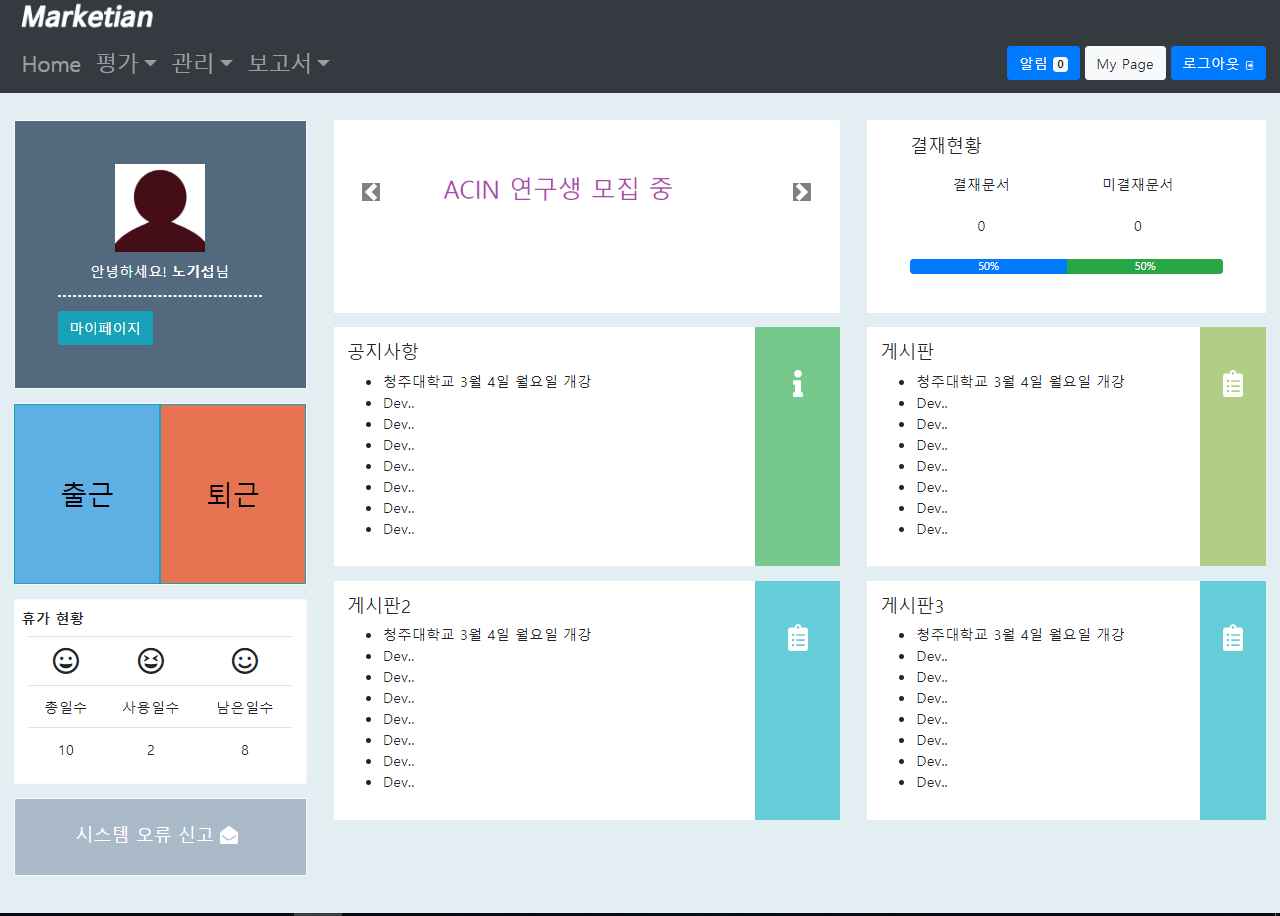 Marketian
Home 평가 관리 보고서 알림 0 My Page 로그아웃
안녕하세요! 노기섭님
마이페이지
출근 퇴근
휴가 현황
총일수 사용일수 남은일수
10 2 8
시스템 오류 신고
ACIN 연구생 모집 중
결재현황
결재문서 미결재문서
0 0
50% 50%
공지사항
청주대학교 3월 4일 월요일 개강
Dev..
Dev..
Dev..
Dev..
Dev..
Dev..
Dev..
게시판
청주대학교 3월 4일 월요일 개강
Dev..
Dev..
Dev..
Dev..
Dev..
Dev..
Dev..
게시판2
청주대학교 3월 4일 월요일 개강
Dev..
Dev..
Dev..
Dev..
Dev..
Dev..
Dev..
게시판3
청주대학교 3월 4일 월요일 개강
Dev..
Dev..
Dev..
Dev..
Dev..
Dev..
Dev..